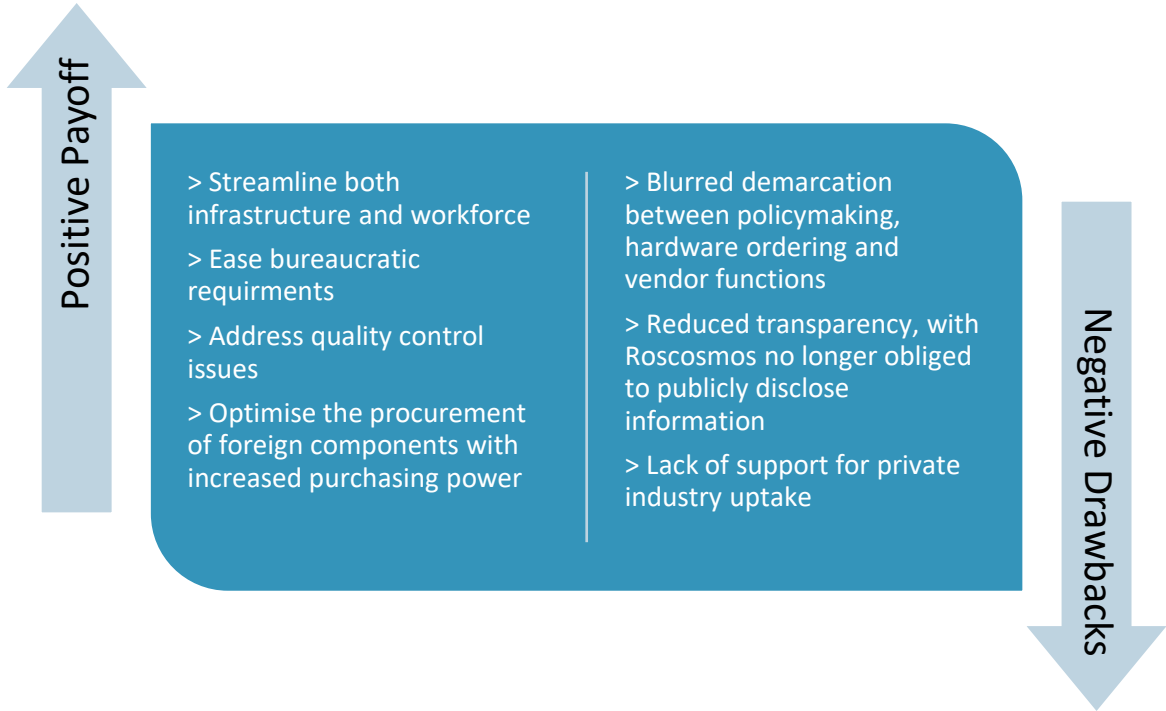 Positive Payoff
> Streamline both
infrastructure and workforce
> Ease bureaucratic
requirments
> Address quality control
issues
> Optimise the procurement
of foreign components with
increased purchasing power
> Blurred demarcation
between policymaking,
hardware ordering and
vendor functions
> Reduced transparency, with
Roscosmos no longer obliged
to publicly disclose
information
> Lack of support for private
industry uptake
Negative Drawbacks